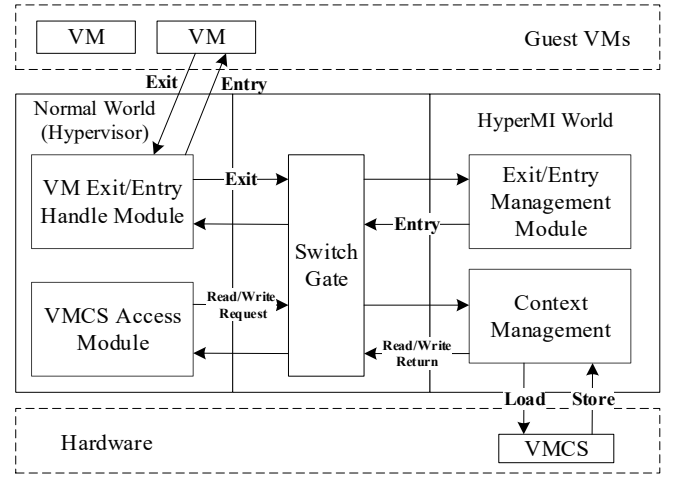 VM
VM
Guest VMs
Exit
Entry
Normal World
(Hypervisor)
HyperMI World
VM Exit/Entry
Handle Module
Exit
Switch
Gate
Entry
Exit/Entry
Management
Module
VMCS Access
Module
Read/Write
Request
Read/Write
Return
Context
Management
Load
Store
Hardware
VMCS